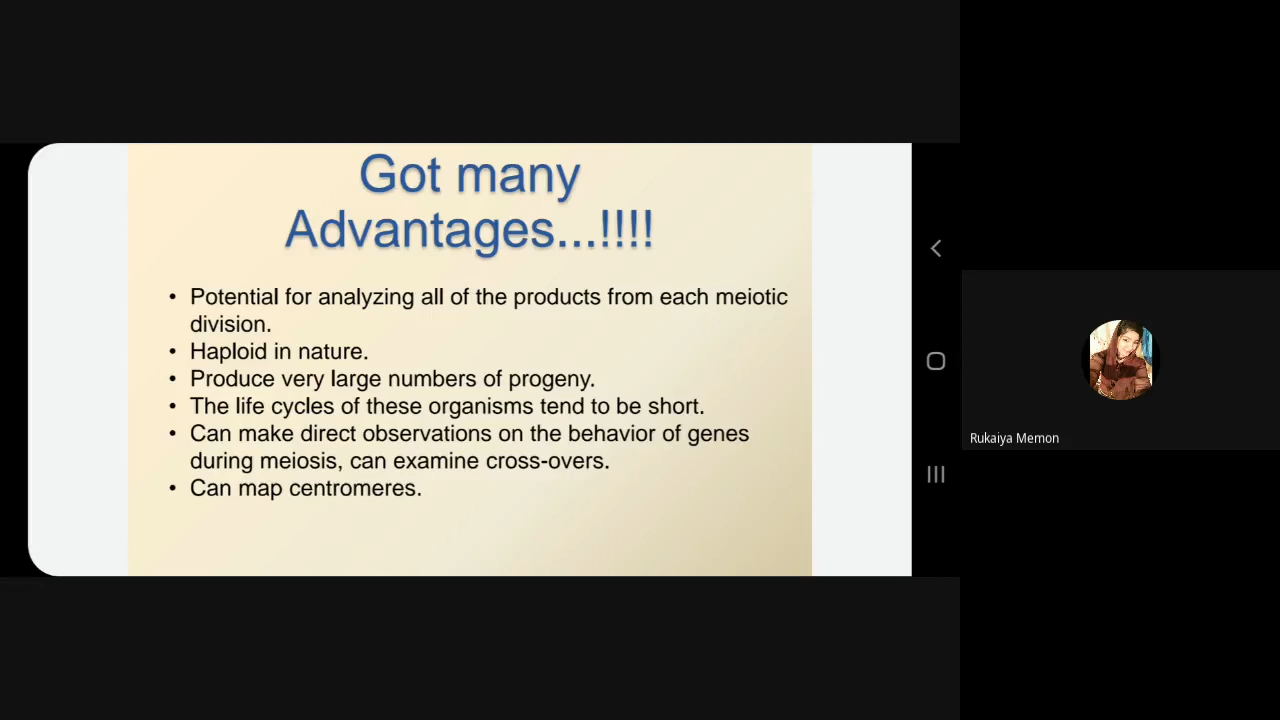 Got many
Advantages...!!!!
• Potential for analyzing all of the products from each meiotic
division.
• Haploid in nature.
• Produce very large numbers of progeny.
• The life cycles of these organisms tend to be short.
• Can make direct observations on the behavior of genes
during meiosis, can examine cross-overs.
• Can map centromeres.
Rukaiya Memon